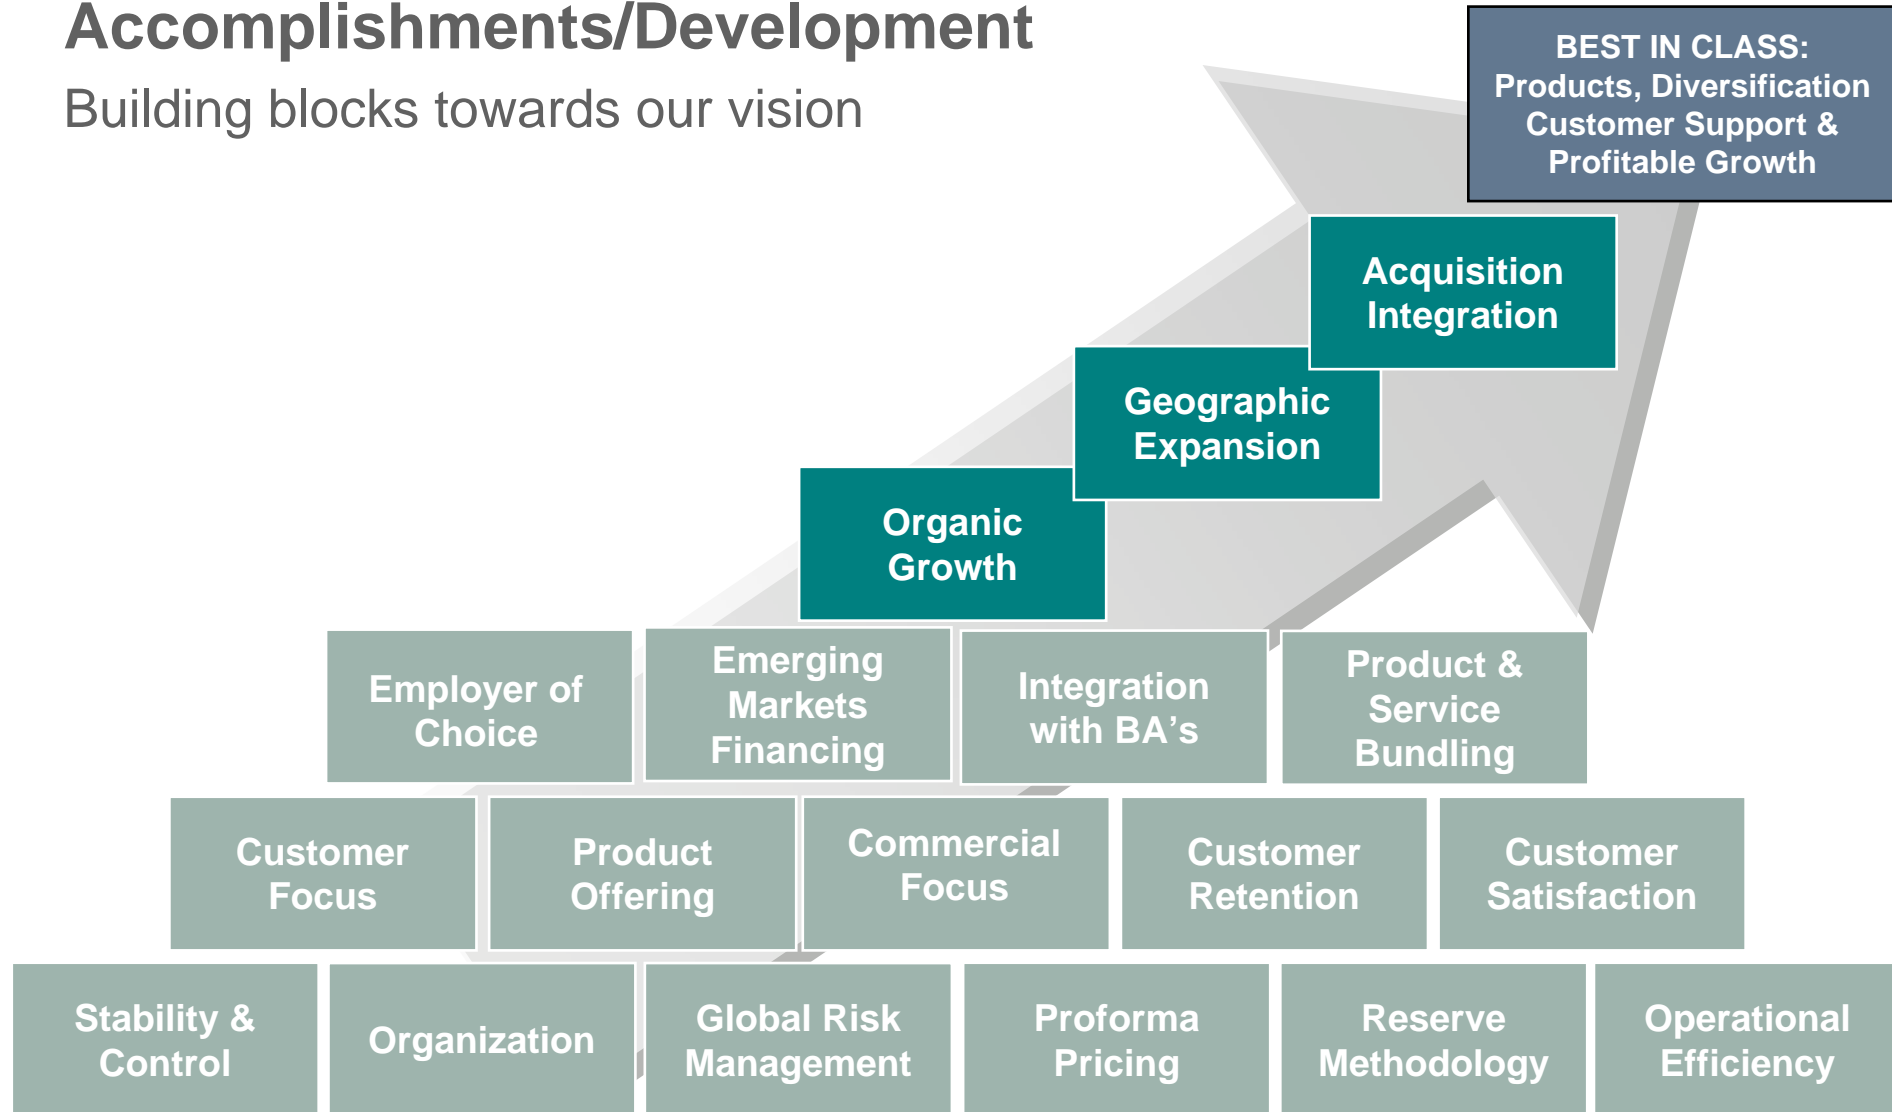 Accomplishments/Development
Building blocks towards our vision
BEST IN CLASS:
Products, Diversification
Customer Support &
Profitable Growth
Acquisition
Integration
Geographic
Expansion
Organic
Growth
Employer of
Choice
Emerging
Markets
Financing
Integration
with BA’s
Product &
Service
Bundling
Customer
Focus
Product
Offering
Commercial
Focus
Customer
Retention
Customer
Satisfaction
Stability &
Control
Organization
Global Risk
Management
Proforma
Pricing
Reserve
Methodology
Operational
Efficiency